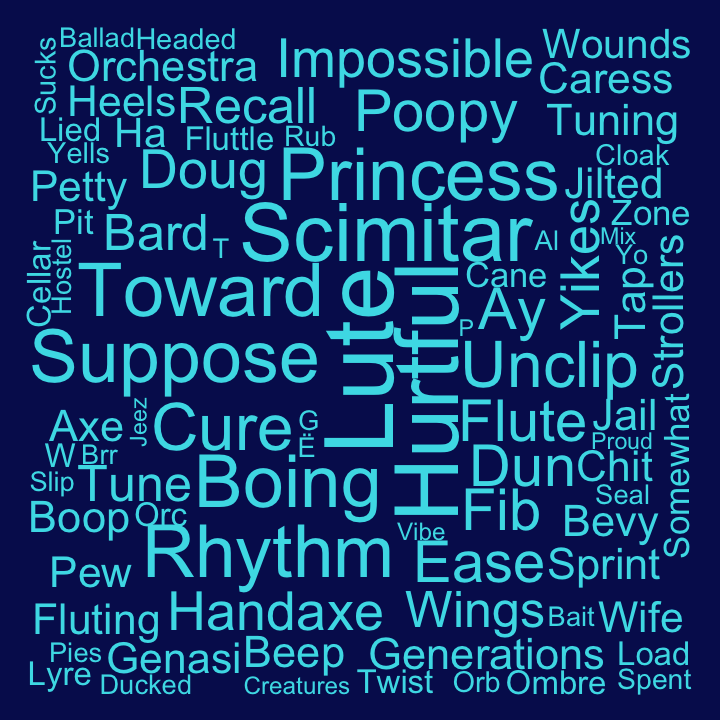 Ballad Headed
Sucks
Orchestra
Impossible
Wounds
Caress
Heels Recall
Poopy
Tuning
Lied Ha
Fluttle Rub
Yells
Doug
Princess
Cloak
Petty
Jilted
Pit Bard
T
Scimitar
Al
Yikes
Zone
Mix
Yo
Cellar
Hostel
Toward
Lute
Hurtful
Cane
Ay
P
Tap
Strollers
Suppose
Unclip
Axe
Jeez
Cure
G
Ë
Flute
Jail
Proud
W Brr
Dun
Chit
Somewhat
Slip Tune
Boing
Fib
Seal
Boop
Orc
Bevy
Rhythm
Vibe
Pew
Ease
Sprint
Fluting
Handaxe
Wings
Bait
Wife
Pies
Genasi
Beep
Generations
Load
Lyre
Ducked
Creatures
Twist
Orb
Ombre
Spent